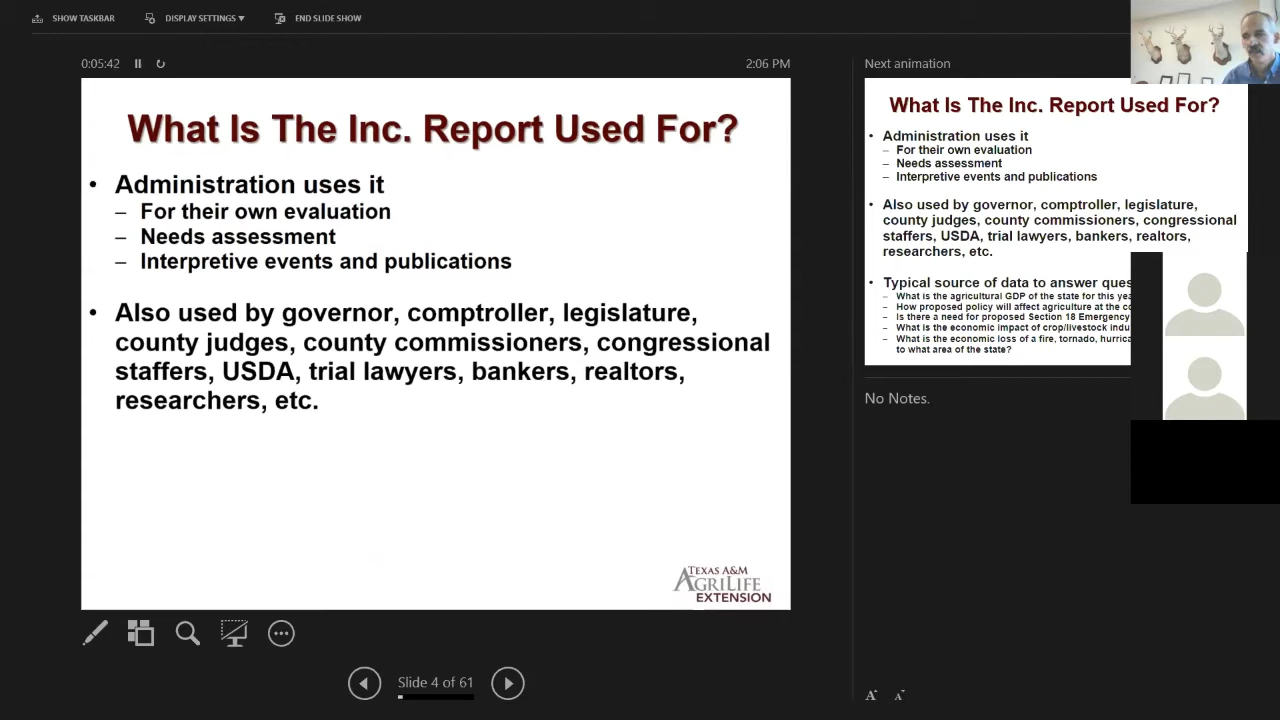 SHOW TASKBAR
DISPLAY SETTINGS ▼
END SLIDE SHOW
0:05:42
2:06 PM
What Is The Inc. Report Used For?
• Administration uses it
– For their own evaluation
– Needs assessment
– Interpretive events and publications
• Also used by governor, comptroller, legislature,
county judges, county commissioners, congressional
staffers, USDA, trial lawyers, bankers, realtors,
researchers, etc.
TEXAS A&M
AGRILIFE
EXTENSION
Slide 4 of 61
Next animation
What Is The Inc. Report Used For?
• Administration uses it
– For their own evaluation
– Needs assessment
– Interpretive events and publications
• Also used by governor, comptroller, legislature,
county judges, county commissioners, congressional
staffers, USDA, trial lawyers, bankers, realtors,
researchers, etc.
• Typical source of data to answer ques
– What is the agricultural GDP of the state for this yea
– How proposed policy will affect agriculture at the co
– Is there a need for proposed Section 18 Emergency
– What is the economic impact of crop/livestock indu
– What is the economic loss of a fire, tornado, hurric
to what area of the state?
No Notes.
A A